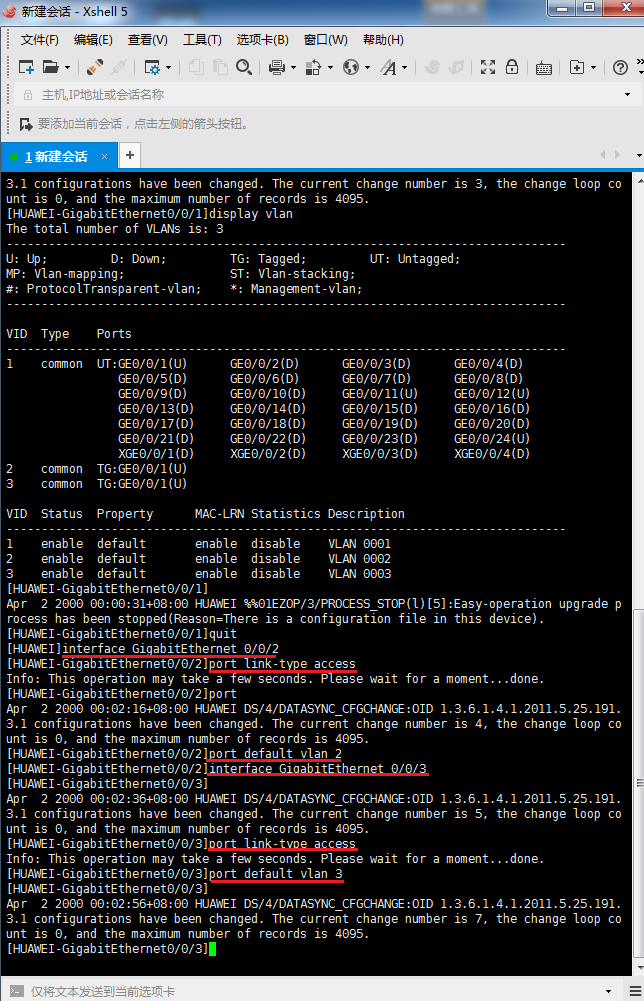 新建会话 - Xshell 5
文件(F) 编辑(E) 查看(V) 工具(T) 选项卡(B) 窗口(W) 帮助(H)
主机,IP地址或会话名称
要添加当前会话，点击左侧的箭头按钮。
1 新建会话 × +
3.1 configurations have been changed. The current change number is 3, the change loop co
unt is 0, and the maximum number of records is 4095.
[HUAWEI-GigabitEthernet0/0/1]display vlan
The total number of VLANs is: 3
--------------------------------------------------------------------------------
U: Up;         D: Down;         TG: Tagged;         UT: Untagged;
MP: Vlan-mapping;               ST: Vlan-stacking;
#: ProtocolTransparent-vlan;    *: Management-vlan;
--------------------------------------------------------------------------------
VID  Type    Ports
--------------------------------------------------------------------------------
1    common  UT:GE0/0/1(U)      GE0/0/2(D)      GE0/0/3(D)      GE0/0/4(D)
GE0/0/5(D)      GE0/0/6(D)      GE0/0/7(D)      GE0/0/8(D)
GE0/0/9(D)      GE0/0/10(D)     GE0/0/11(U)     GE0/0/12(U)
GE0/0/13(D)     GE0/0/14(D)     GE0/0/15(D)     GE0/0/16(D)
GE0/0/17(D)     GE0/0/18(D)     GE0/0/19(D)     GE0/0/20(D)
GE0/0/21(D)     GE0/0/22(D)     GE0/0/23(D)     GE0/0/24(U)
XGE0/0/1(D)     XGE0/0/2(D)     XGE0/0/3(D)     XGE0/0/4(D)
2    common  TG:GE0/0/1(U)
3    common  TG:GE0/0/1(U)
VID  Status  Property      MAC-LRN Statistics Description
--------------------------------------------------------------------------------
1    enable  default       enable  disable    VLAN 0001
2    enable  default       enable  disable    VLAN 0002
3    enable  default       enable  disable    VLAN 0003
[HUAWEI-GigabitEthernet0/0/1]
Apr  2 2000 00:00:31+08:00 HUAWEI %%01EZOP/3/PROCESS_STOP(l)[5]:Easy-operation upgrade p
rocess has been stopped(Reason=There is a configuration file in this device).
[HUAWEI-GigabitEthernet0/0/1]quit
[HUAWEI]interface GigabitEthernet 0/0/2
[HUAWEI-GigabitEthernet0/0/2]port link-type access
Info: This operation may take a few seconds. Please wait for a moment...done.
[HUAWEI-GigabitEthernet0/0/2]port
Apr  2 2000 00:02:16+08:00 HUAWEI DS/4/DATASYNC_CFGCHANGE:OID 1.3.6.1.4.1.2011.5.25.191.
3.1 configurations have been changed. The current change number is 4, the change loop co
unt is 0, and the maximum number of records is 4095.
[HUAWEI-GigabitEthernet0/0/2]port default vlan 2
[HUAWEI-GigabitEthernet0/0/2]interface GigabitEthernet 0/0/3
[HUAWEI-GigabitEthernet0/0/3]
Apr  2 2000 00:02:36+08:00 HUAWEI DS/4/DATASYNC_CFGCHANGE:OID 1.3.6.1.4.1.2011.5.25.191.
3.1 configurations have been changed. The current change number is 5, the change loop co
unt is 0, and the maximum number of records is 4095.
[HUAWEI-GigabitEthernet0/0/3]port link-type access
Info: This operation may take a few seconds. Please wait for a moment...done.
[HUAWEI-GigabitEthernet0/0/3]port default vlan 3
[HUAWEI-GigabitEthernet0/0/3]
Apr  2 2000 00:02:56+08:00 HUAWEI DS/4/DATASYNC_CFGCHANGE:OID 1.3.6.1.4.1.2011.5.25.191.
3.1 configurations have been changed. The current change number is 7, the change loop co
unt is 0, and the maximum number of records is 4095.
[HUAWEI-GigabitEthernet0/0/3]
仅将文本发送到当前选项卡